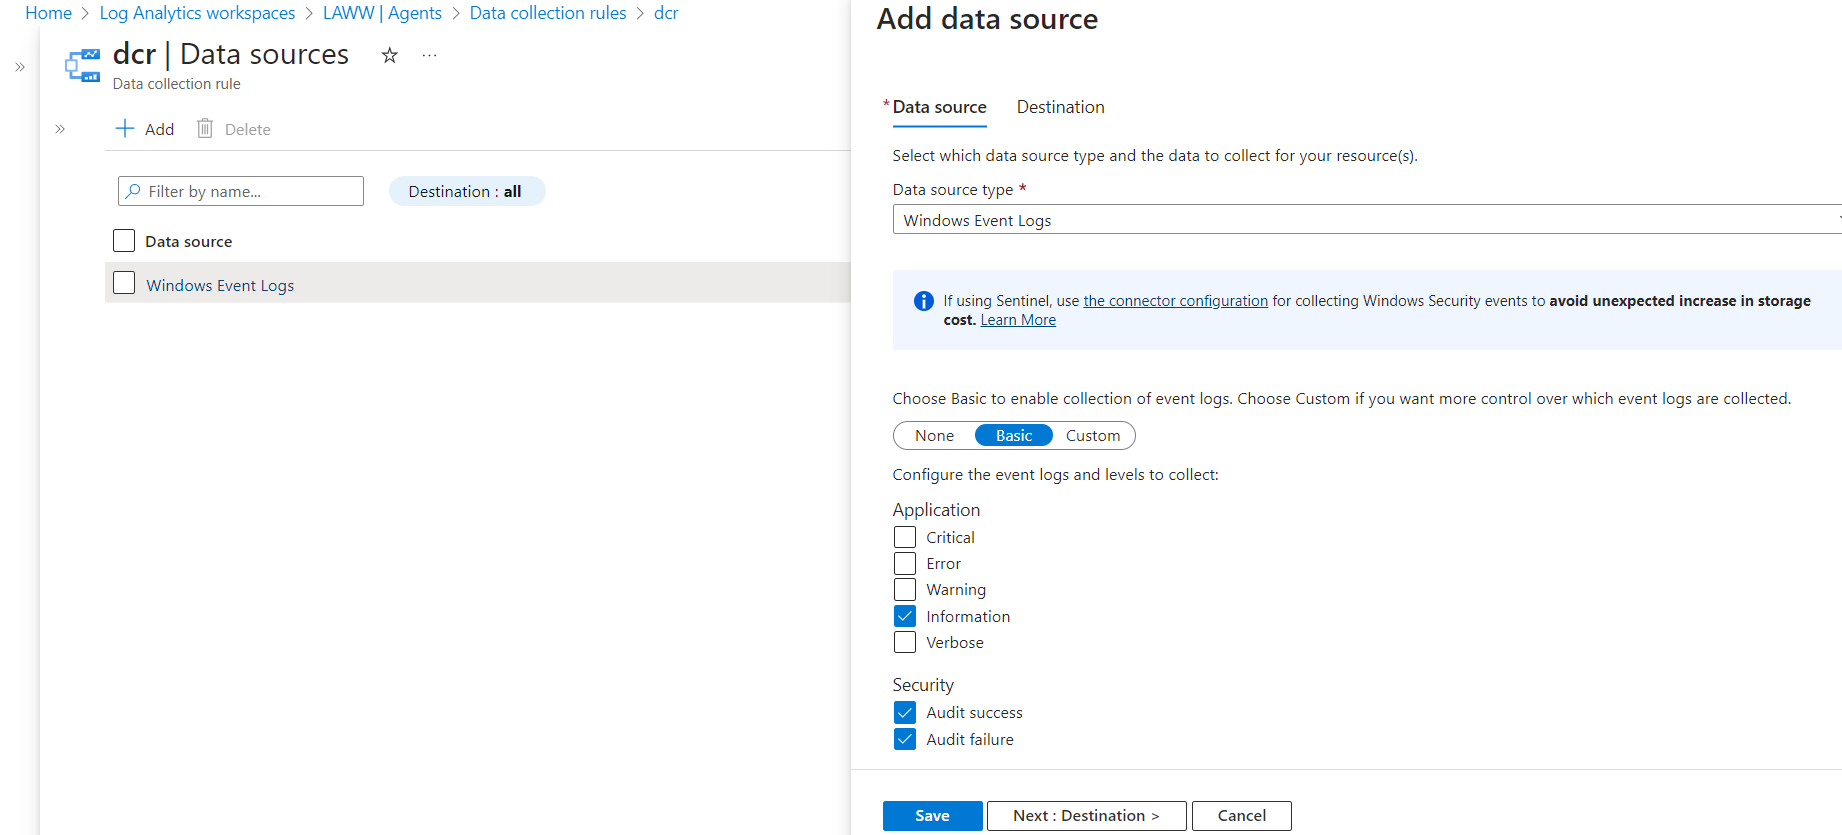 Home > Log Analytics workspaces > LAWW | Agents > Data collection rules > dcr
dcr | Data sources
Data collection rule
Add
Delete
Filter by name...
Destination : all
Data source
Windows Event Logs
Add data source
* Data source
Destination
Select which data source type and the data to collect for your resource(s).
Data source type *
Windows Event Logs
If using Sentinel, use the connector configuration for collecting Windows Security events to avoid unexpected increase in storage
cost. Learn More
Choose Basic to enable collection of event logs. Choose Custom if you want more control over which event logs are collected.
None
Basic
Custom
Configure the event logs and levels to collect:
Application
Critical
Error
Warning
Information
Verbose
Security
Audit success
Audit failure
Save
Next : Destination >
Cancel